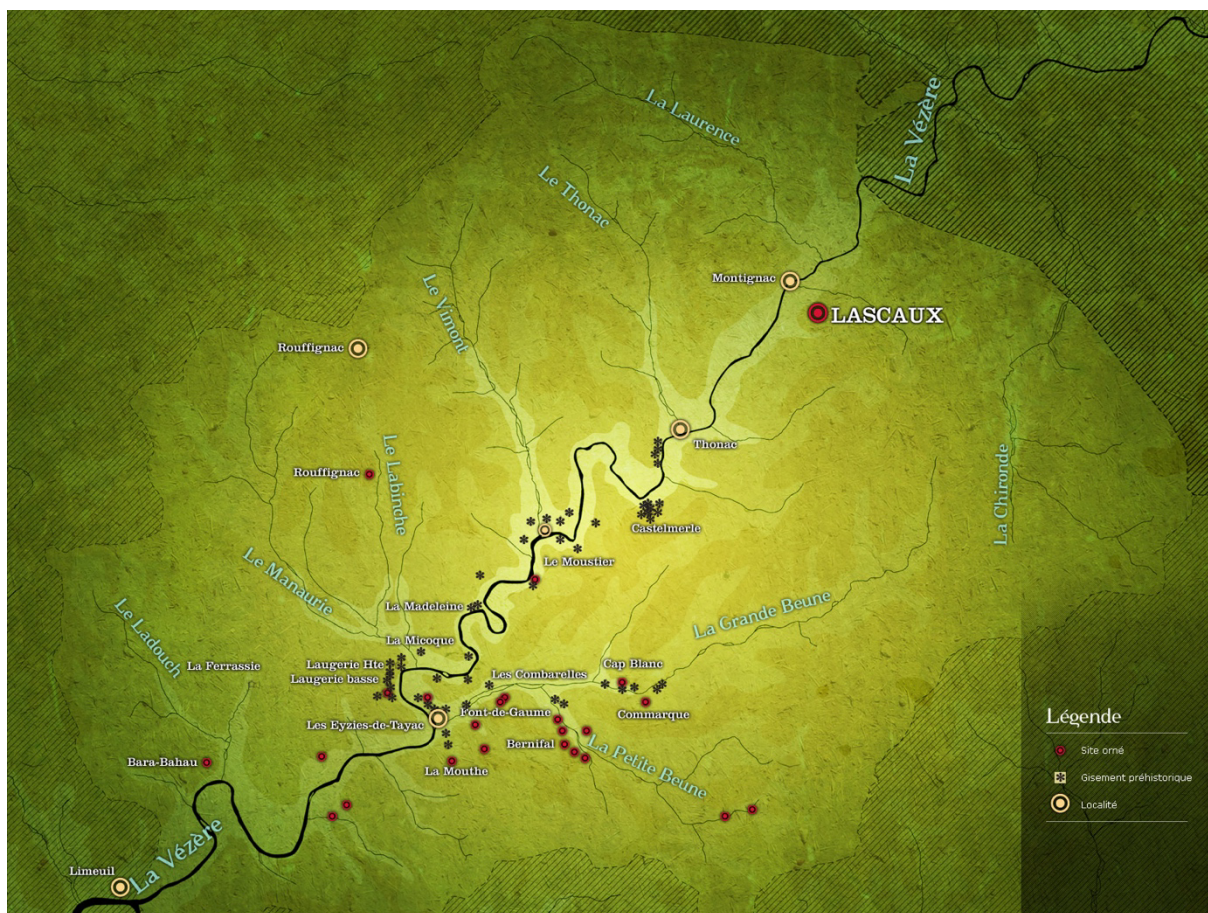 La Laurence
La Vézère
Le Thonac
Montignac
LASCAUX
Le Vimont
Rouffignac
Thonac
Rouffignac
Le Labinche
La Chironde
Castelmerle
Le Moustier
Le Manaurie
La Madeleine
La Grande Beune
Le Ladouch
La Micoque
La Ferrassie
Laugerie Hte
Cap Blanc
Laugerie basse
Les Combarelles
Font-de-Gaume
Commarque
Les Eyzies-de-Tayac
Bernifal
La Petite Beune
Bara-Bahau
La Mouthe
La Vézère
Limeuil
Légende
Site orné
Gisement préhistorique
Localité